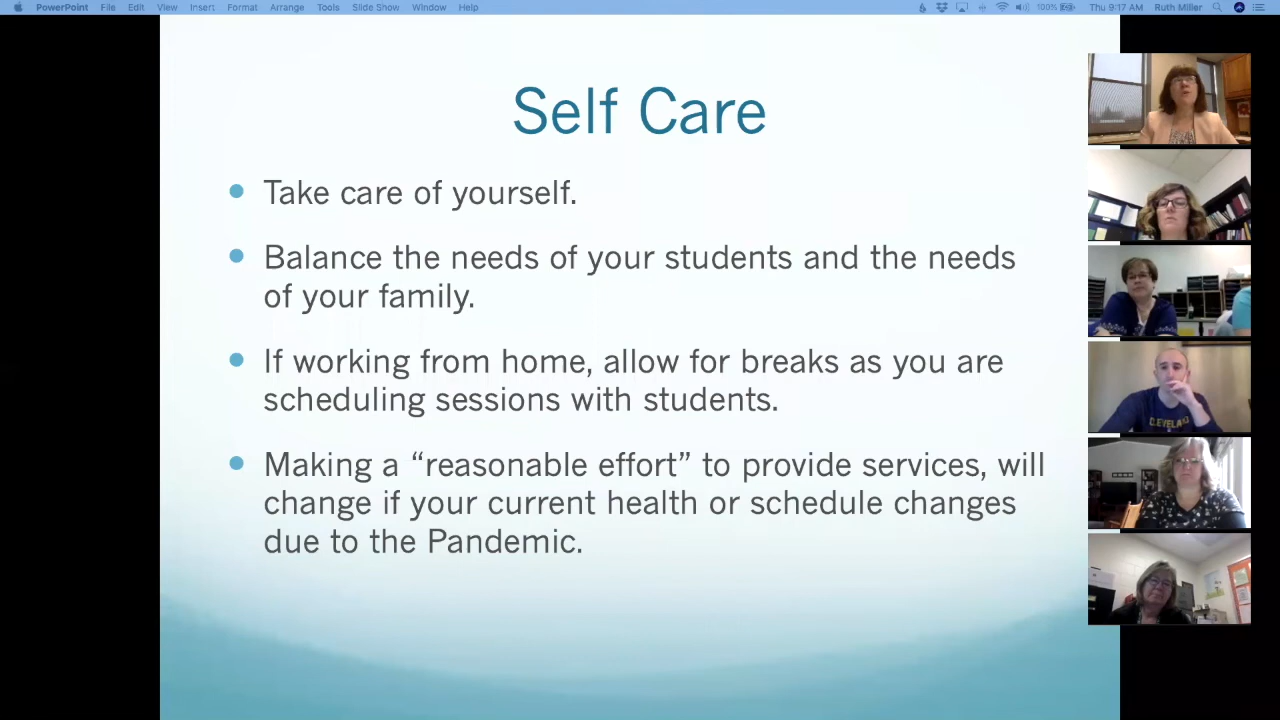 PowerPoint File Edit View Insert Format Arrange Tools Slide Show Window Help 100% Thu 9:17 AM Ruth Miller
Self Care
Take care of yourself.
Balance the needs of your students and the needs
of your family.
If working from home, allow for breaks as you are
scheduling sessions with students.
Making a “reasonable effort” to provide services, will
change if your current health or schedule changes
due to the Pandemic.
CLEVELAND